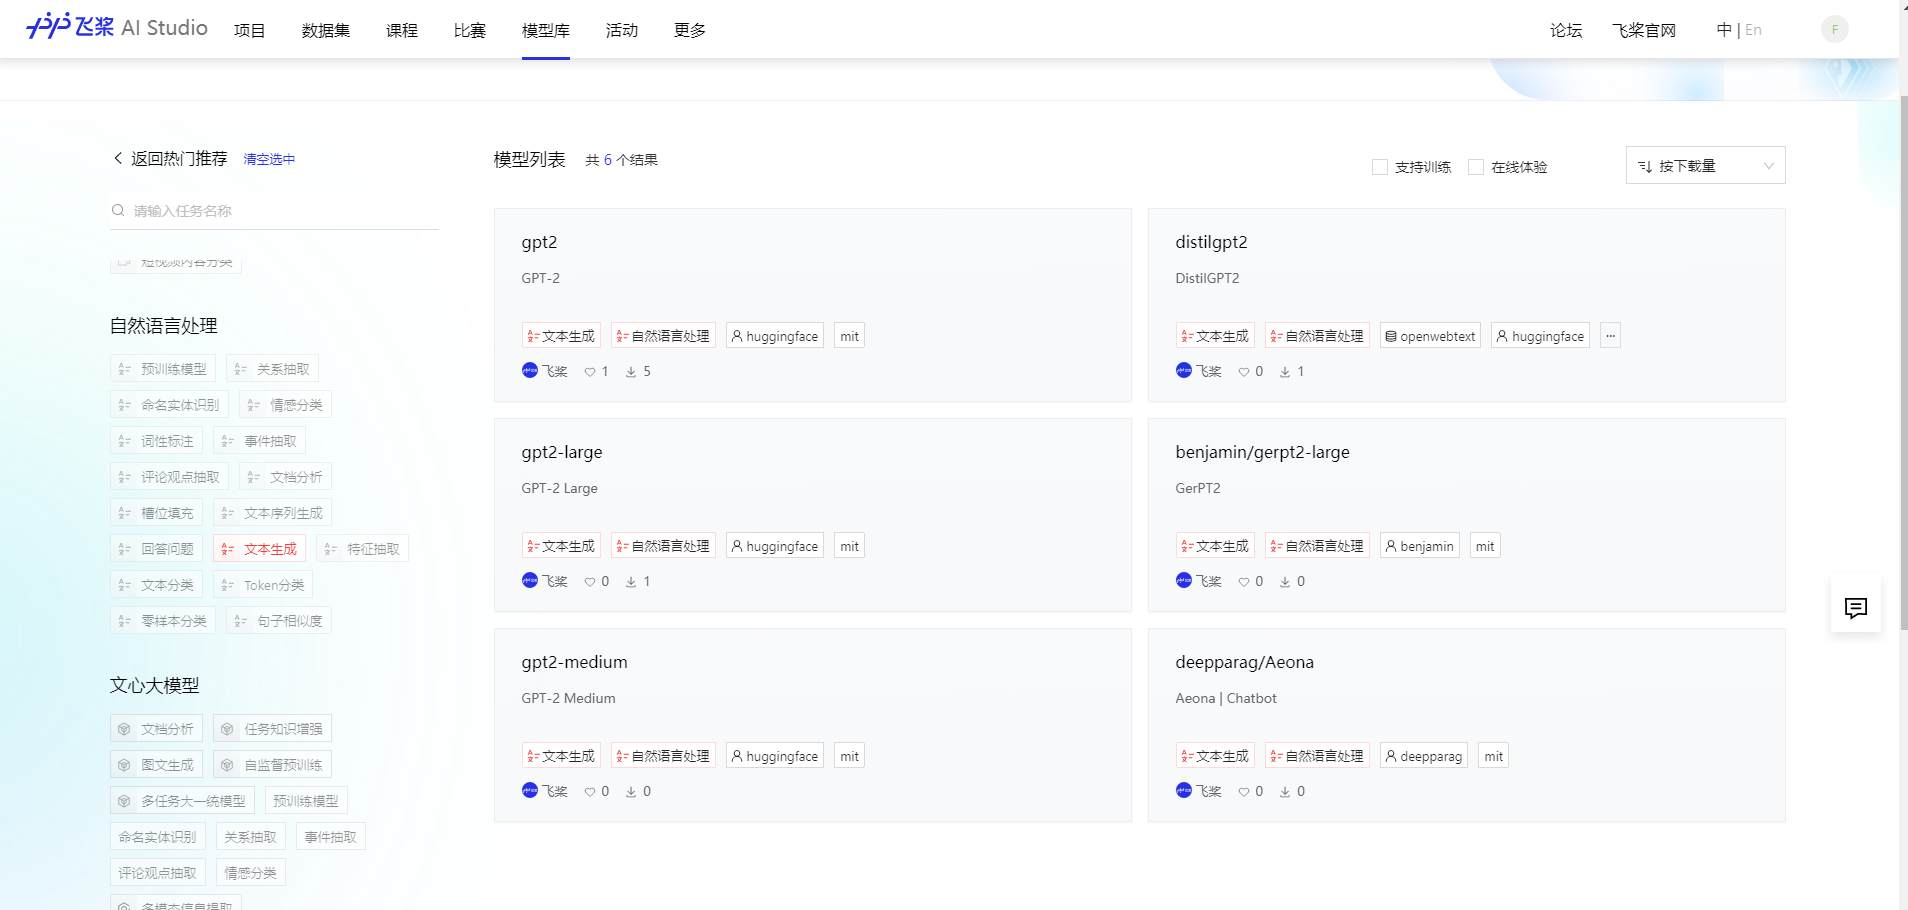 飞桨 AI Studio 项目 数据集 课程 比赛 模型库 活动 更多 论坛 飞桨官网 中 | En F
返回热门推荐 清空选中
请输入任务名称
短视频内容分类
自然语言处理
预训练模型 关系抽取
命名实体识别 情感分类
词性标注 事件抽取
评论观点抽取 文档分析
槽位填充 文本序列生成
回答问题 文本生成 特征抽取
文本分类 Token分类
零样本分类 句子相似度
文心大模型
文档分析 任务知识增强
图文生成 自监督预训练
多任务大一统模型 预训练模型
命名实体识别 关系抽取 事件抽取
评论观点抽取 情感分类
多模态信息提取
模型列表 共 6 个结果
支持训练 在线体验 按下载量
gpt2
GPT-2
文本生成 自然语言处理 huggingface mit
飞桨 1 5
distilgpt2
DistilGPT2
文本生成 自然语言处理 openwebtext huggingface ...
飞桨 0 1
gpt2-large
GPT-2 Large
文本生成 自然语言处理 huggingface mit
飞桨 0 1
benjamin/gerpt2-large
GerPT2
文本生成 自然语言处理 benjamin mit
飞桨 0 0
gpt2-medium
GPT-2 Medium
文本生成 自然语言处理 huggingface mit
飞桨 0 0
deepparag/Aeona
Aeona | Chatbot
文本生成 自然语言处理 deepparag mit
飞桨 0 0